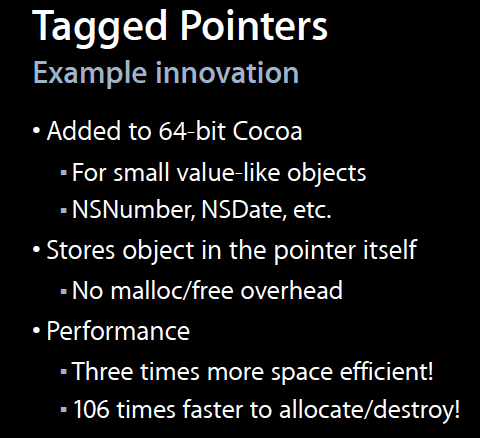 Tagged Pointers
Example innovation
• Added to 64-bit Cocoa
▪ For small value-like objects
▪ NSNumber, NSDate, etc.
• Stores object in the pointer itself
▪ No malloc/free overhead
• Performance
▪ Three times more space efficient!
▪ 106 times faster to allocate/destroy!